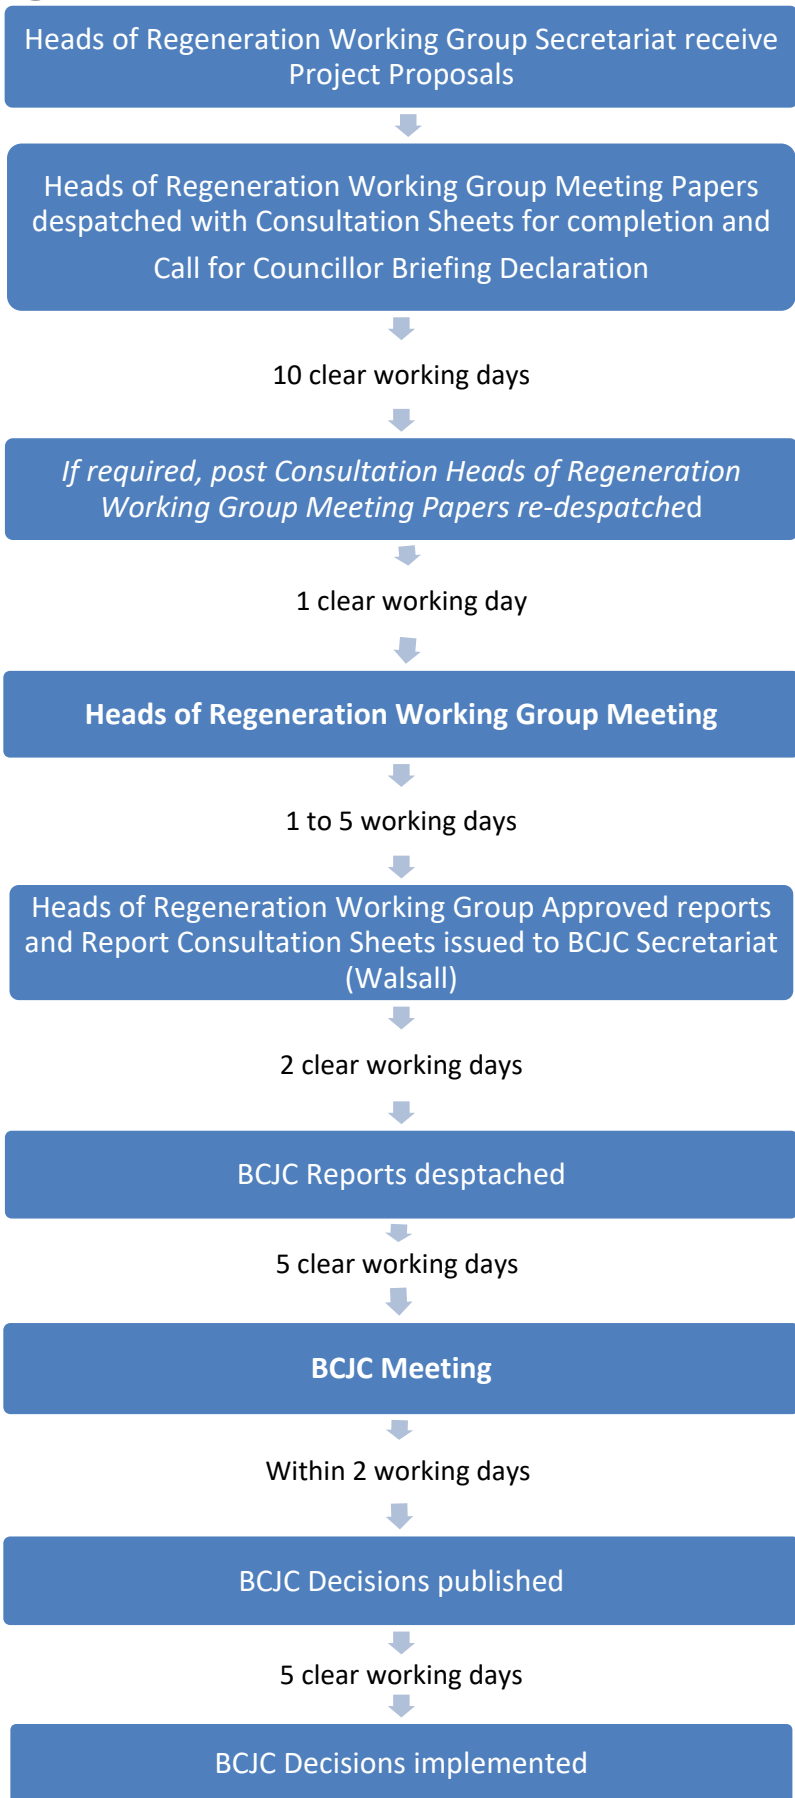 Heads of Regeneration Working Group Secretariat receive
Project Proposals
Heads of Regeneration Working Group Meeting Papers
despatched with Consultation Sheets for completion and
Call for Councillor Briefing Declaration
10 clear working days
If required, post Consultation Heads of Regeneration
Working Group Meeting Papers re-despatched
1 clear working day
Heads of Regeneration Working Group Meeting
1 to 5 working days
Heads of Regeneration Working Group Approved reports
and Report Consultation Sheets issued to BCJC Secretariat
(Walsall)
2 clear working days
BCJC Reports desptached
5 clear working days
BCJC Meeting
Within 2 working days
BCJC Decisions published
5 clear working days
BCJC Decisions implemented